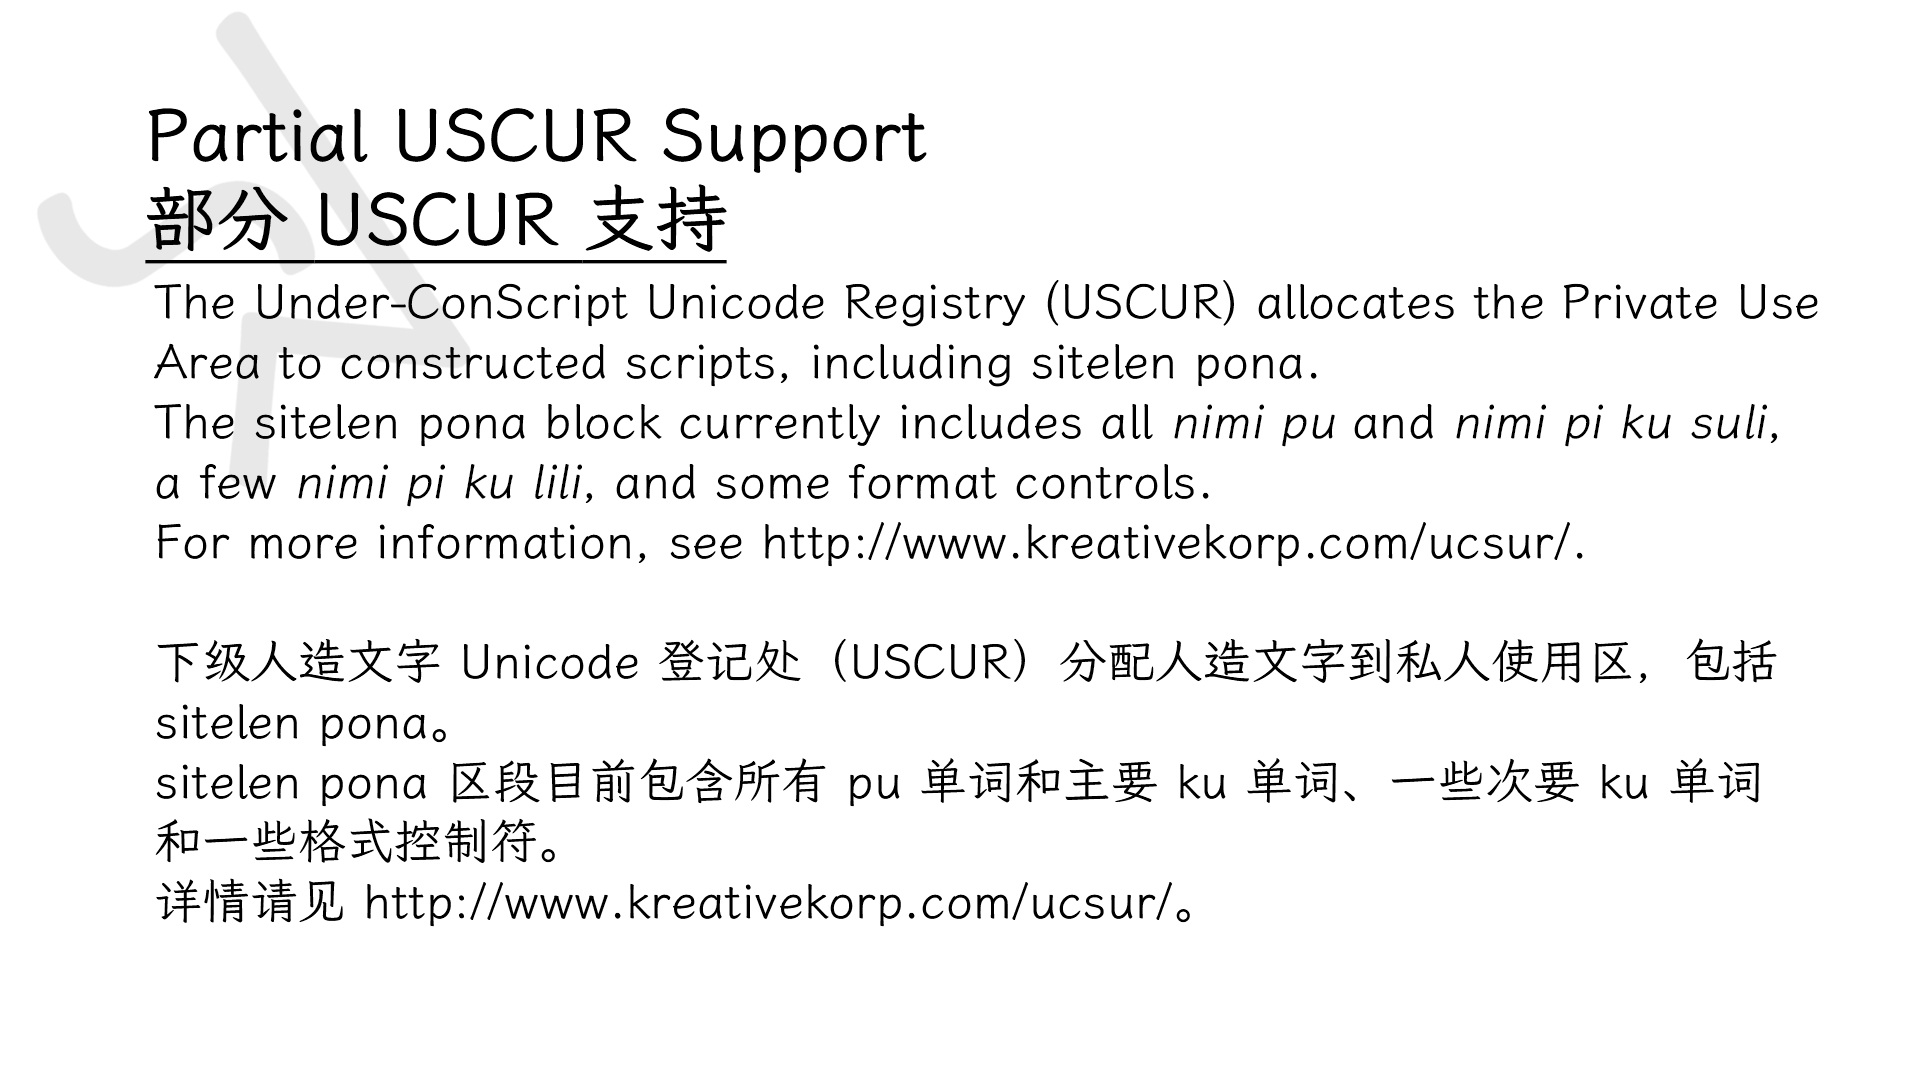 Partial USCUR Support
部分 USCUR 支持
The Under-ConScript Unicode Registry (USCUR) allocates the Private Use
Area to constructed scripts, including sitelen pona.
The sitelen pona block currently includes all nimi pu and nimi pi ku suli,
a few nimi pi ku lili, and some format controls.
For more information, see http://www.kreativekorp.com/ucsur/.
下级人造文字 Unicode 登记处（USCUR）分配人造文字到私人使用区，包括
sitelen pona。
sitelen pona 区段目前包含所有 pu 单词和主要 ku 单词、一些次要 ku 单词
和一些格式控制符。
详情请见 http://www.kreativekorp.com/ucsur/。